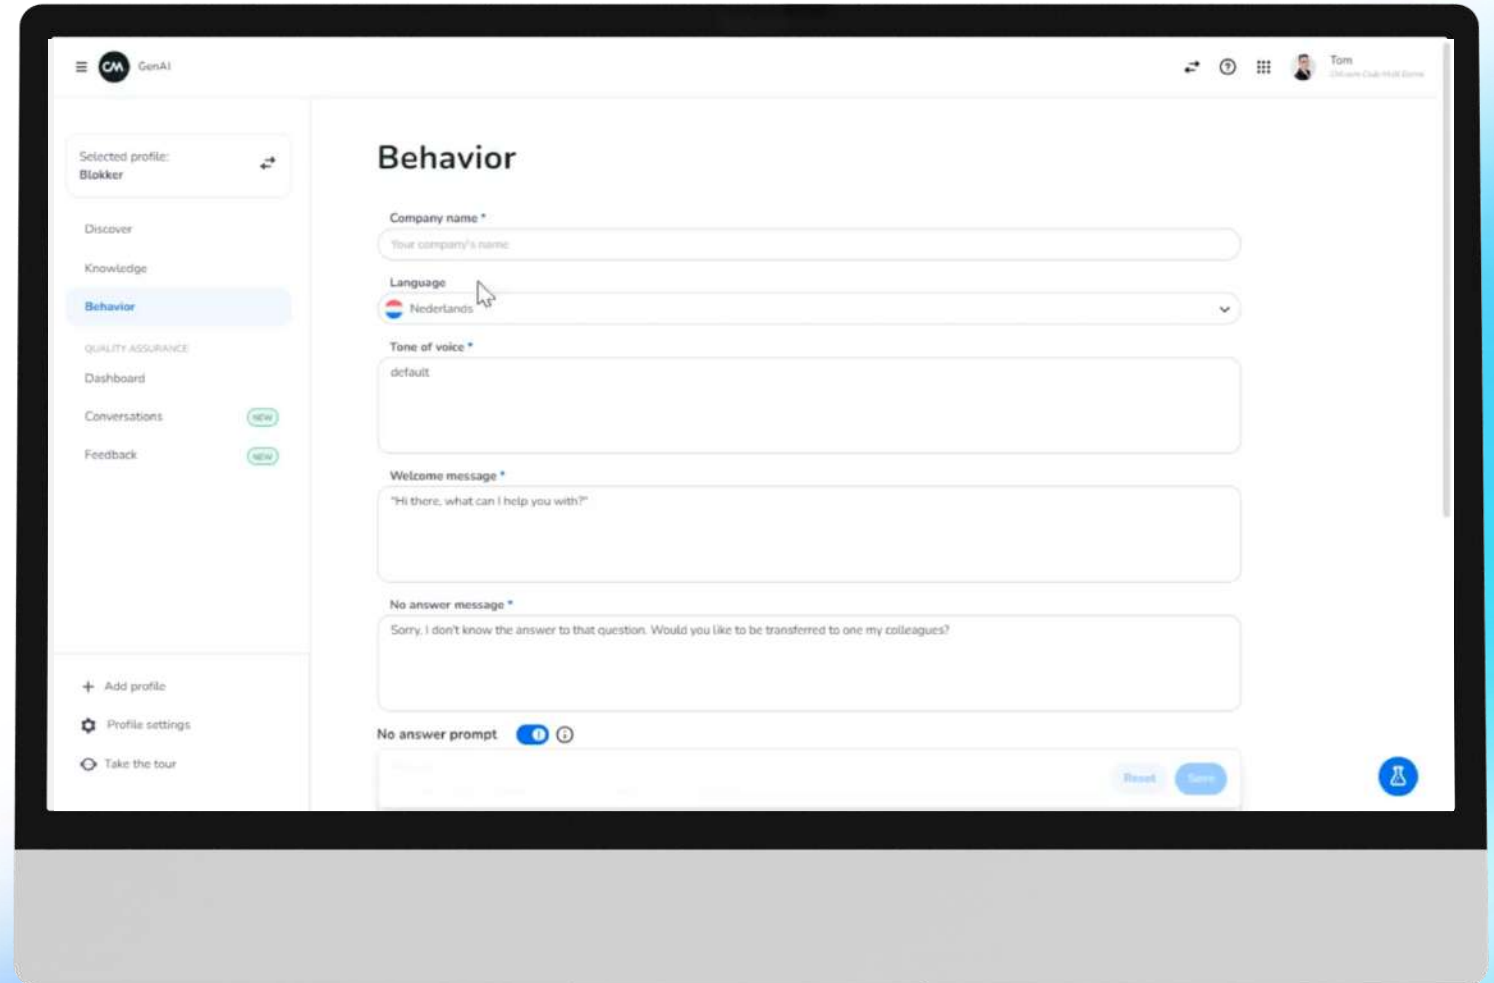 CM GenAI
Tom
Selected profile:
Blokker
Discover
Knowledge
Behavior
QUALITY ASSURANCE
Dashboard
Conversations NEW
Feedback NEW
Add profile
Profile settings
Take the tour
Behavior
Company name *
Your company's name
Language
Nederlands
Tone of voice *
default
Welcome message *
"Hi there, what can I help you with?"
No answer message *
Sorry, I don't know the answer to that question. Would you like to be transferred to one my colleagues?
No answer prompt
Reset Save